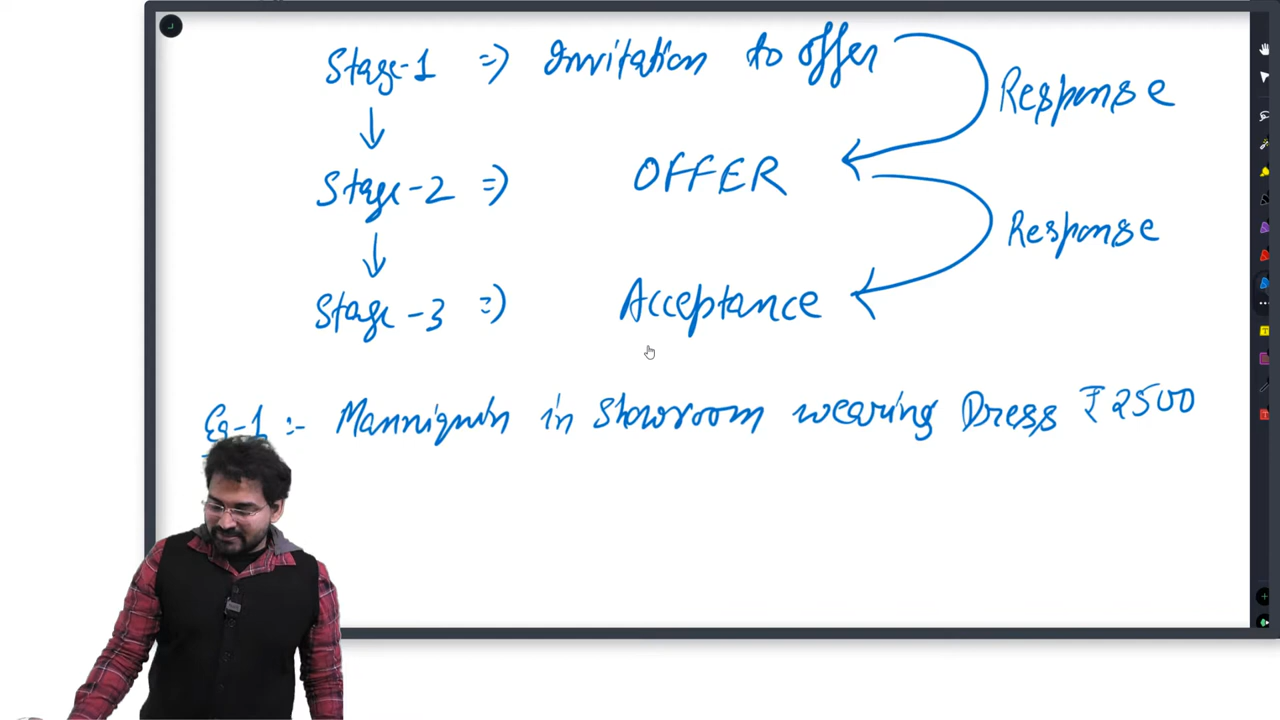 Stage-1 => Invitation to offer
Response
Stage-2 => OFFER
Response
Stage-3 => Acceptance
Eg-1 :- Manniquin in Showroom wearing Dress ₹2500